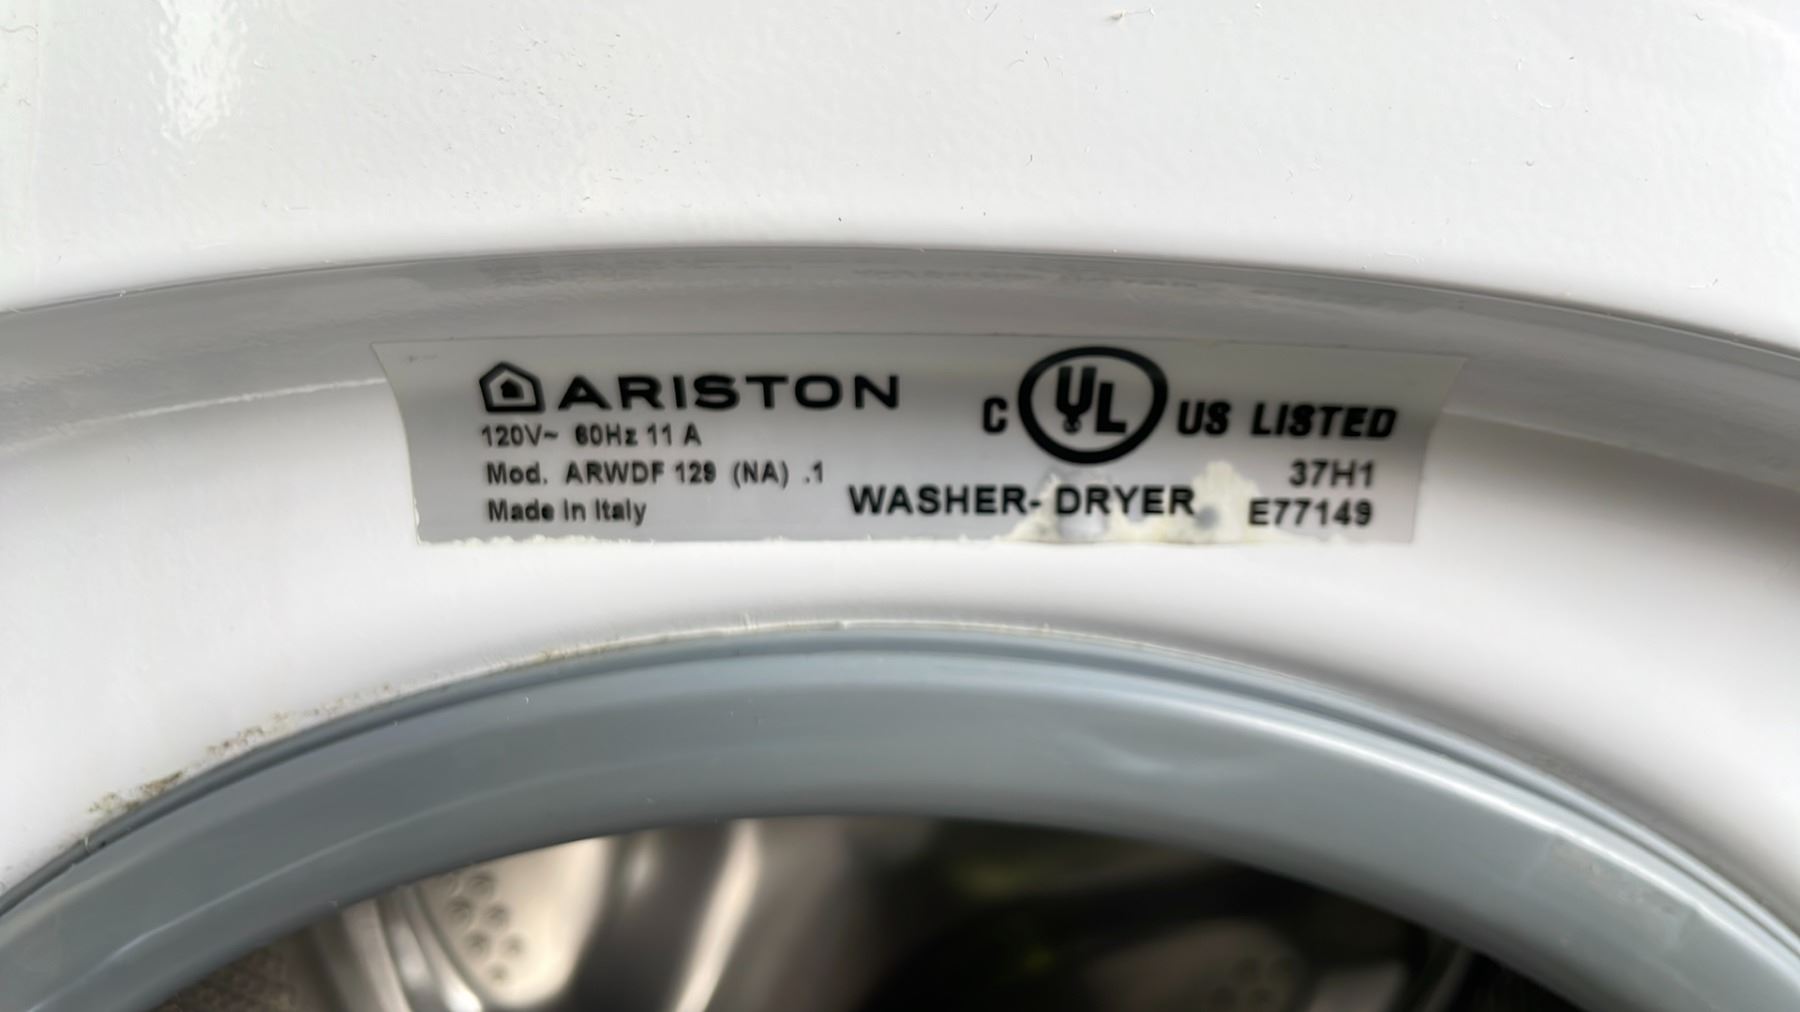 ARISTON
120V~ 60Hz 11 A
Mod. ARWDF 129 (NA) .1
Made in Italy
C UL US LISTED
37H1
WASHER-DRYER
E77149